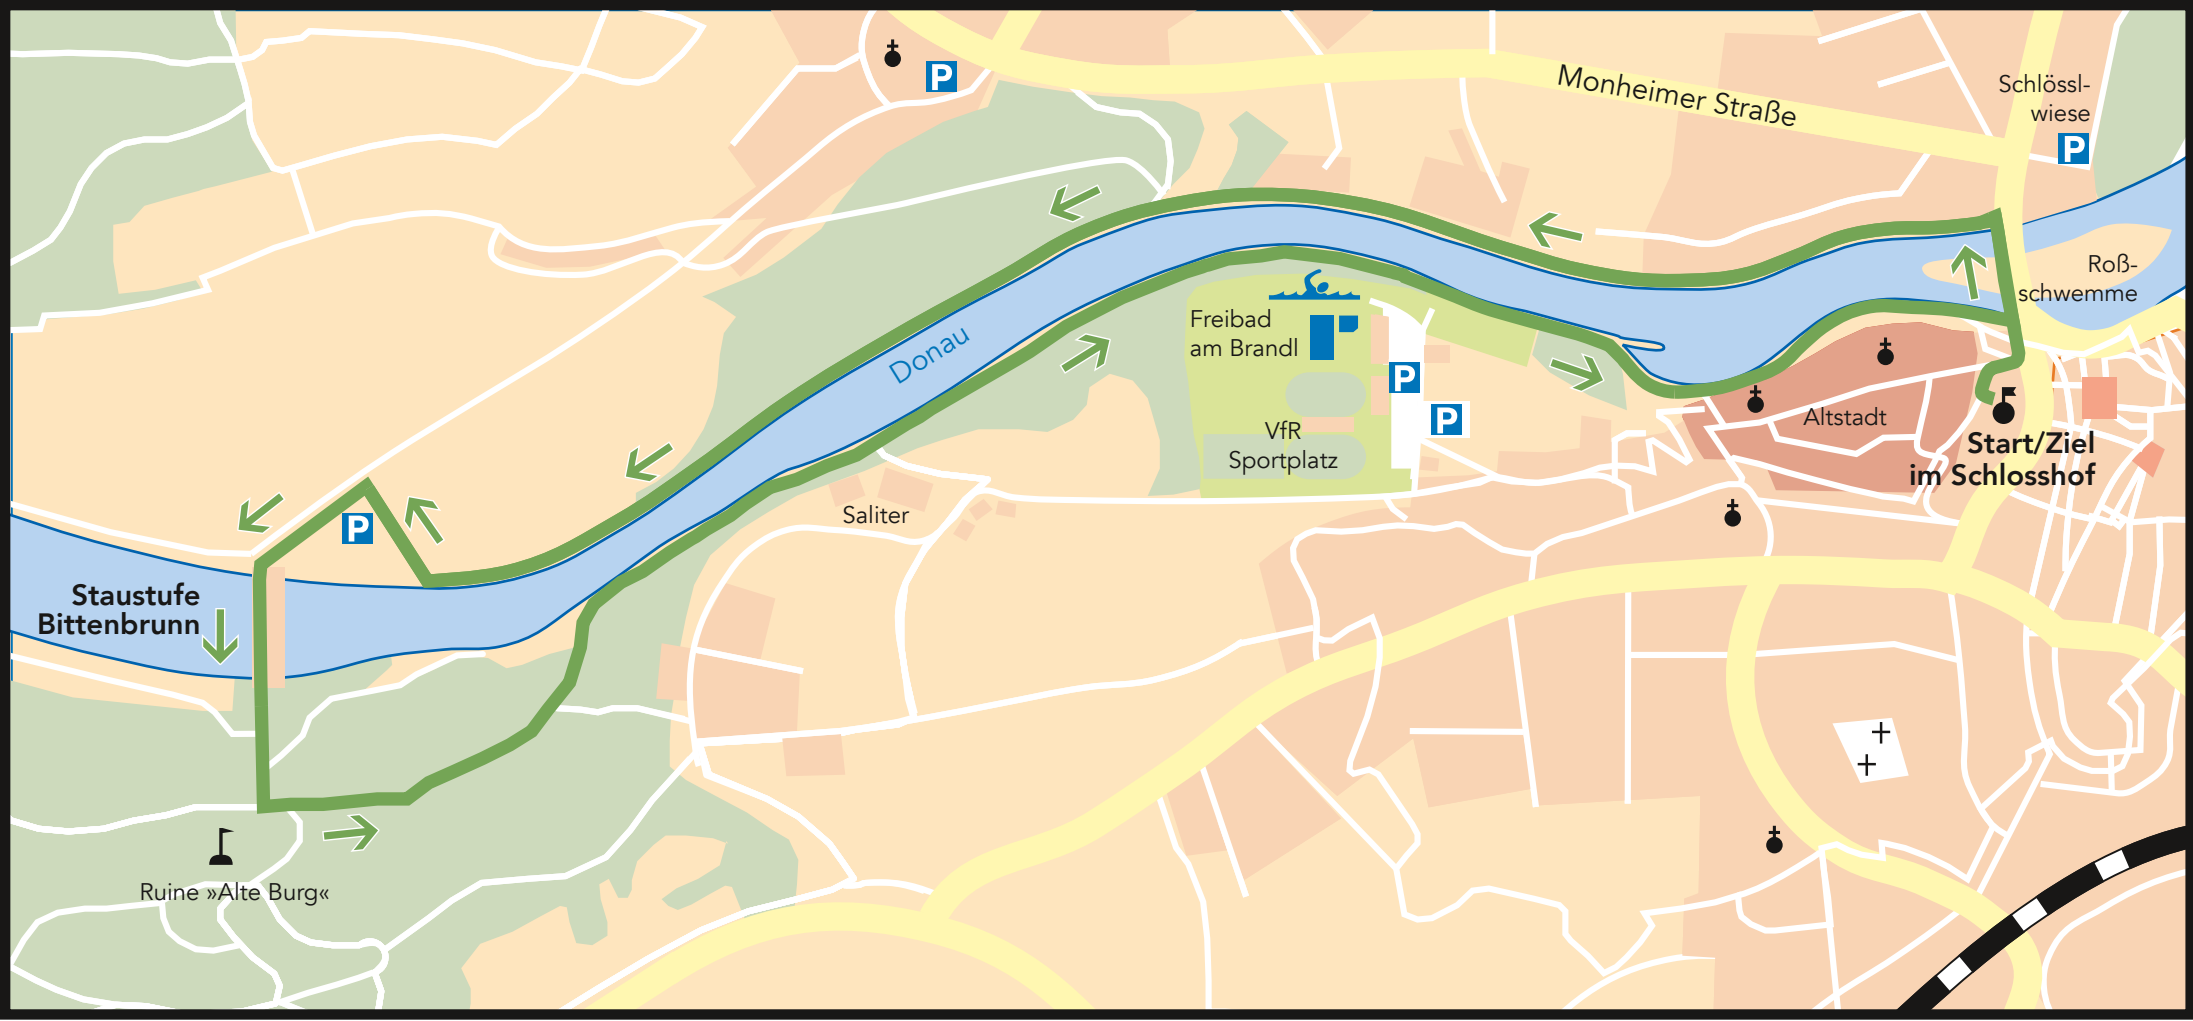 P
Monheimer Straße
Schlössl-
wiese
P
Roß-
schwemme
Donau
Freibad
am Brandl
P
P
VfR
Sportplatz
Altstadt
Start/Ziel
im Schlosshof
Saliter
P
Staustufe
Bittenbrunn
Ruine »Alte Burg«